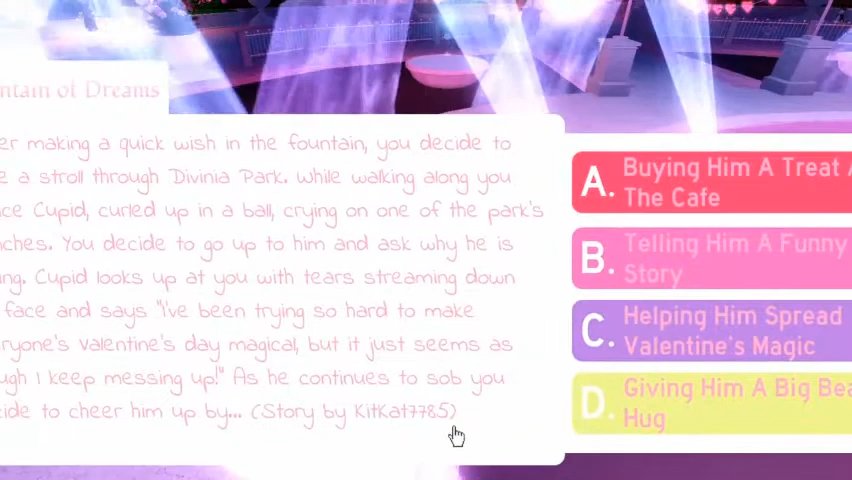 ntain of Dreams
er making a quick wish in the fountain, you decide to
e a stroll through Divinia Park. While walking along you
ice Cupid, curled up in a ball, crying on one of the park's
nches. You decide to go up to him and ask why he is
ing. Cupid looks up at you with tears streaming down
face and says "I've been trying so hard to make
eryone's Valentine's day magical, but it just seems as
ugh I keep messing up!" As he continues to sob you
cide to cheer him up by... (Story by KitKat7785)
A. Buying Him A Treat A
The Cafe
B. Telling Him A Funny
Story
C. Helping Him Spread
Valentine's Magic
D. Giving Him A Big Bea
Hug